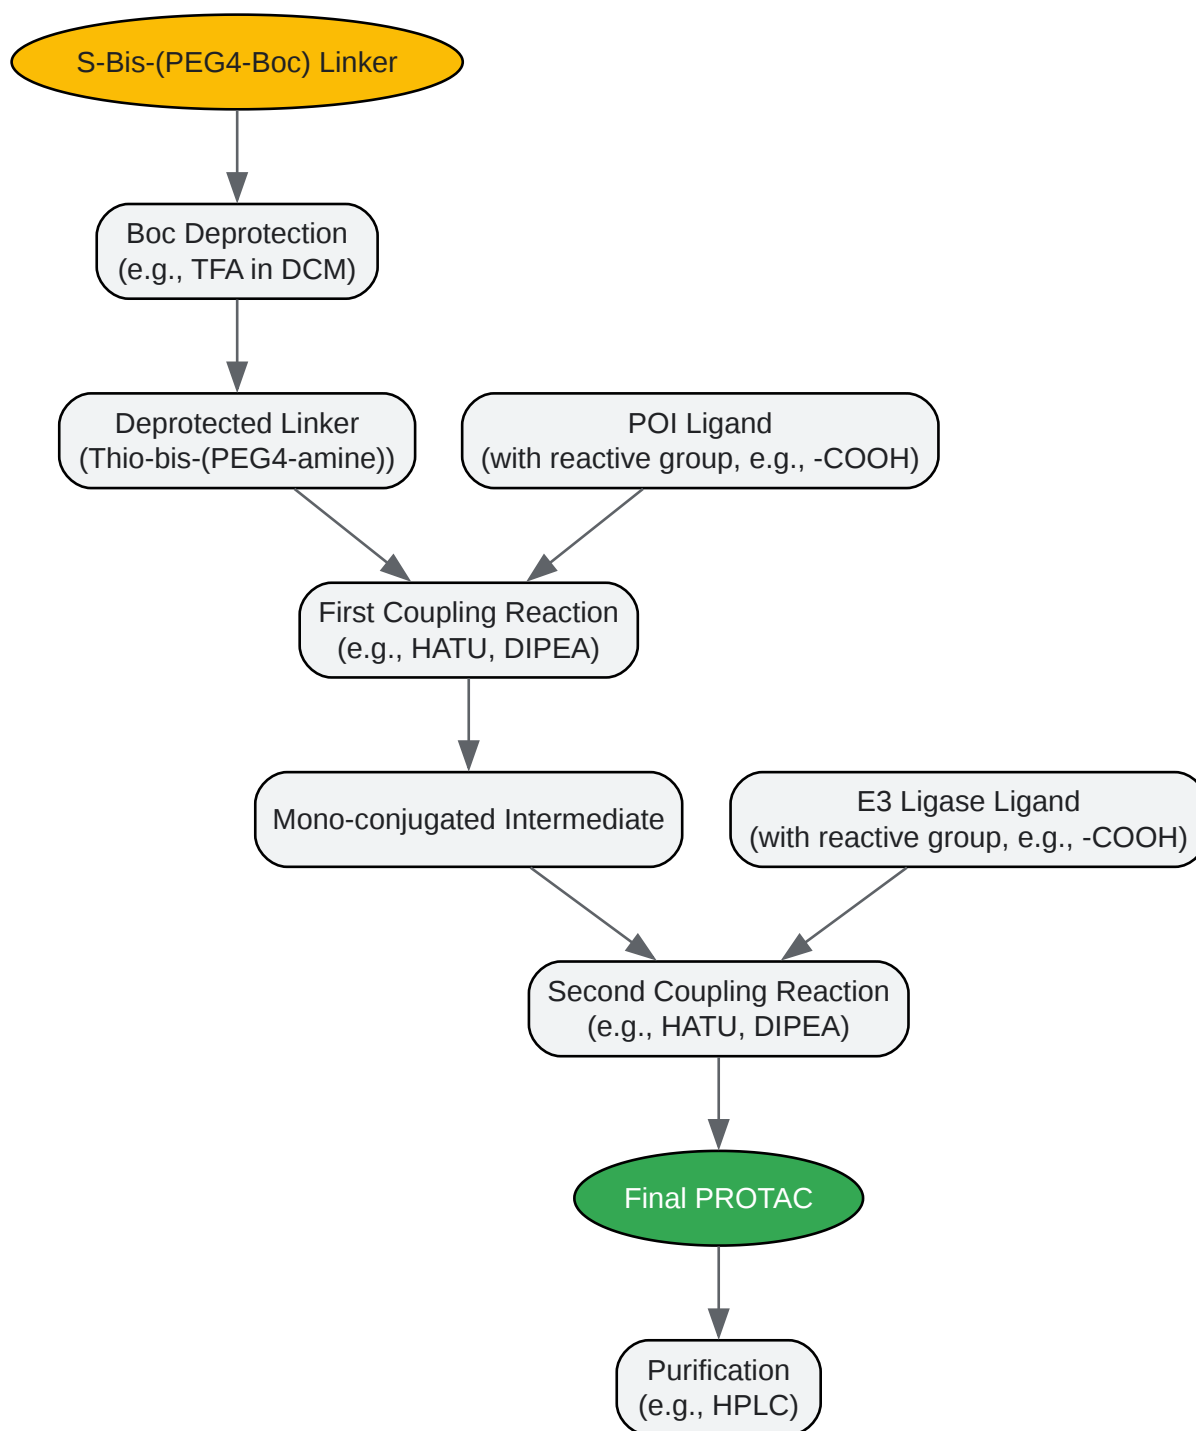 S-Bis-(PEG4-Boc) Linker
Boc Deprotection
(e.g., TFA in DCM)
Deprotected Linker
(Thio-bis-(PEG4-amine))
POI Ligand
(with reactive group, e.g., -COOH)
First Coupling Reaction
(e.g., HATU, DIPEA)
Mono-conjugated Intermediate
E3 Ligase Ligand
(with reactive group, e.g., -COOH)
Second Coupling Reaction
(e.g., HATU, DIPEA)
Final PROTAC
Purification
(e.g., HPLC)